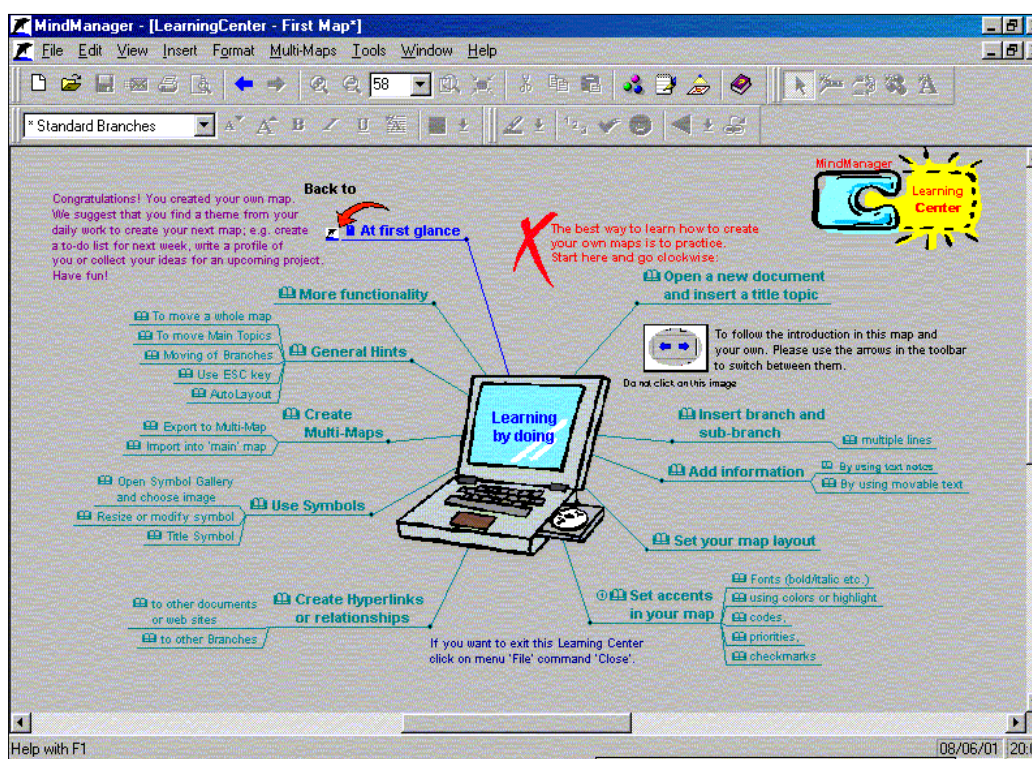 MindManager - [LearningCenter - First Map*]
File Edit View Insert Format Multi-Maps Tools Window Help
58
* Standard Branches
MindManager
Learning
Center
Congratulations! You created your own map.
We suggest that you find a theme from your
daily work to create your next map; e.g. create
a to-do list for next week, write a profile of
you or collect your ideas for an upcoming project.
Have fun!
Back to
At first glance
The best way to learn how to create
your own maps is to practice.
Start here and go clockwise:
Open a new document
and insert a title topic
To follow the introduction in this map and
your own. Please use the arrows in the toolbar
to switch between them.
Do not click on this image
Insert branch and
sub-branch
multiple lines
Add information
By using text notes
By using movable text
Set your map layout
Set accents
in your map
Fonts (bold/italic etc.)
using colors or highlight
codes,
priorities,
checkmarks
If you want to exit this Learning Center
click on menu 'File' command 'Close'.
Create Hyperlinks
or relationships
to other documents
or web sites
to other Branches
Use Symbols
Open Symbol Gallery
and choose image
Resize or modify symbol
Title Symbol
Create
Multi-Maps
Export to Multi-Map
Import into 'main' map
General Hints
To move a whole map
To move Main Topics
Moving of Branches
Use ESC key
AutoLayout
More functionality
Learning
by doing
Help with F1
08/06/01